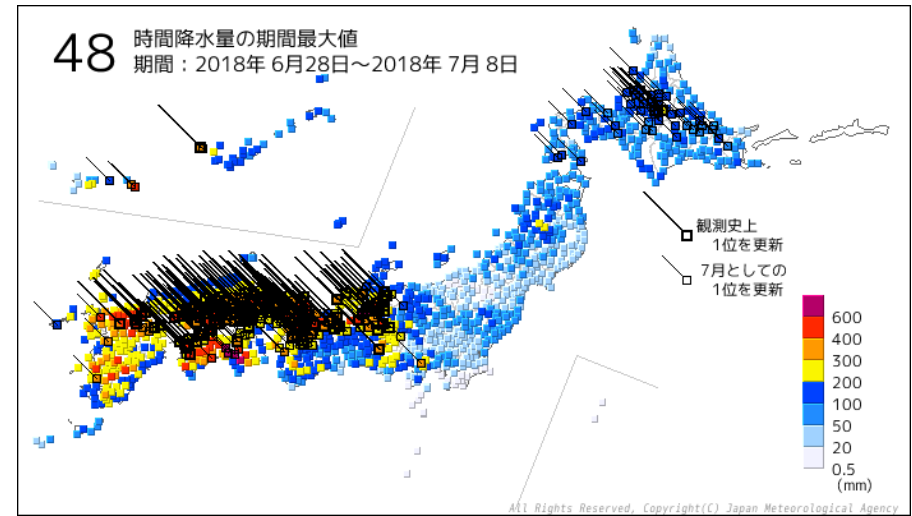 48 時間降水量の期間最大値
期間：2018年 6月28日～2018年 7月 8日
観測史上
1位を更新
7月としての
1位を更新
600
400
300
200
100
50
20
0.5
(mm)
All Rights Reserved, Copyright(C) Japan Meteorological Agency